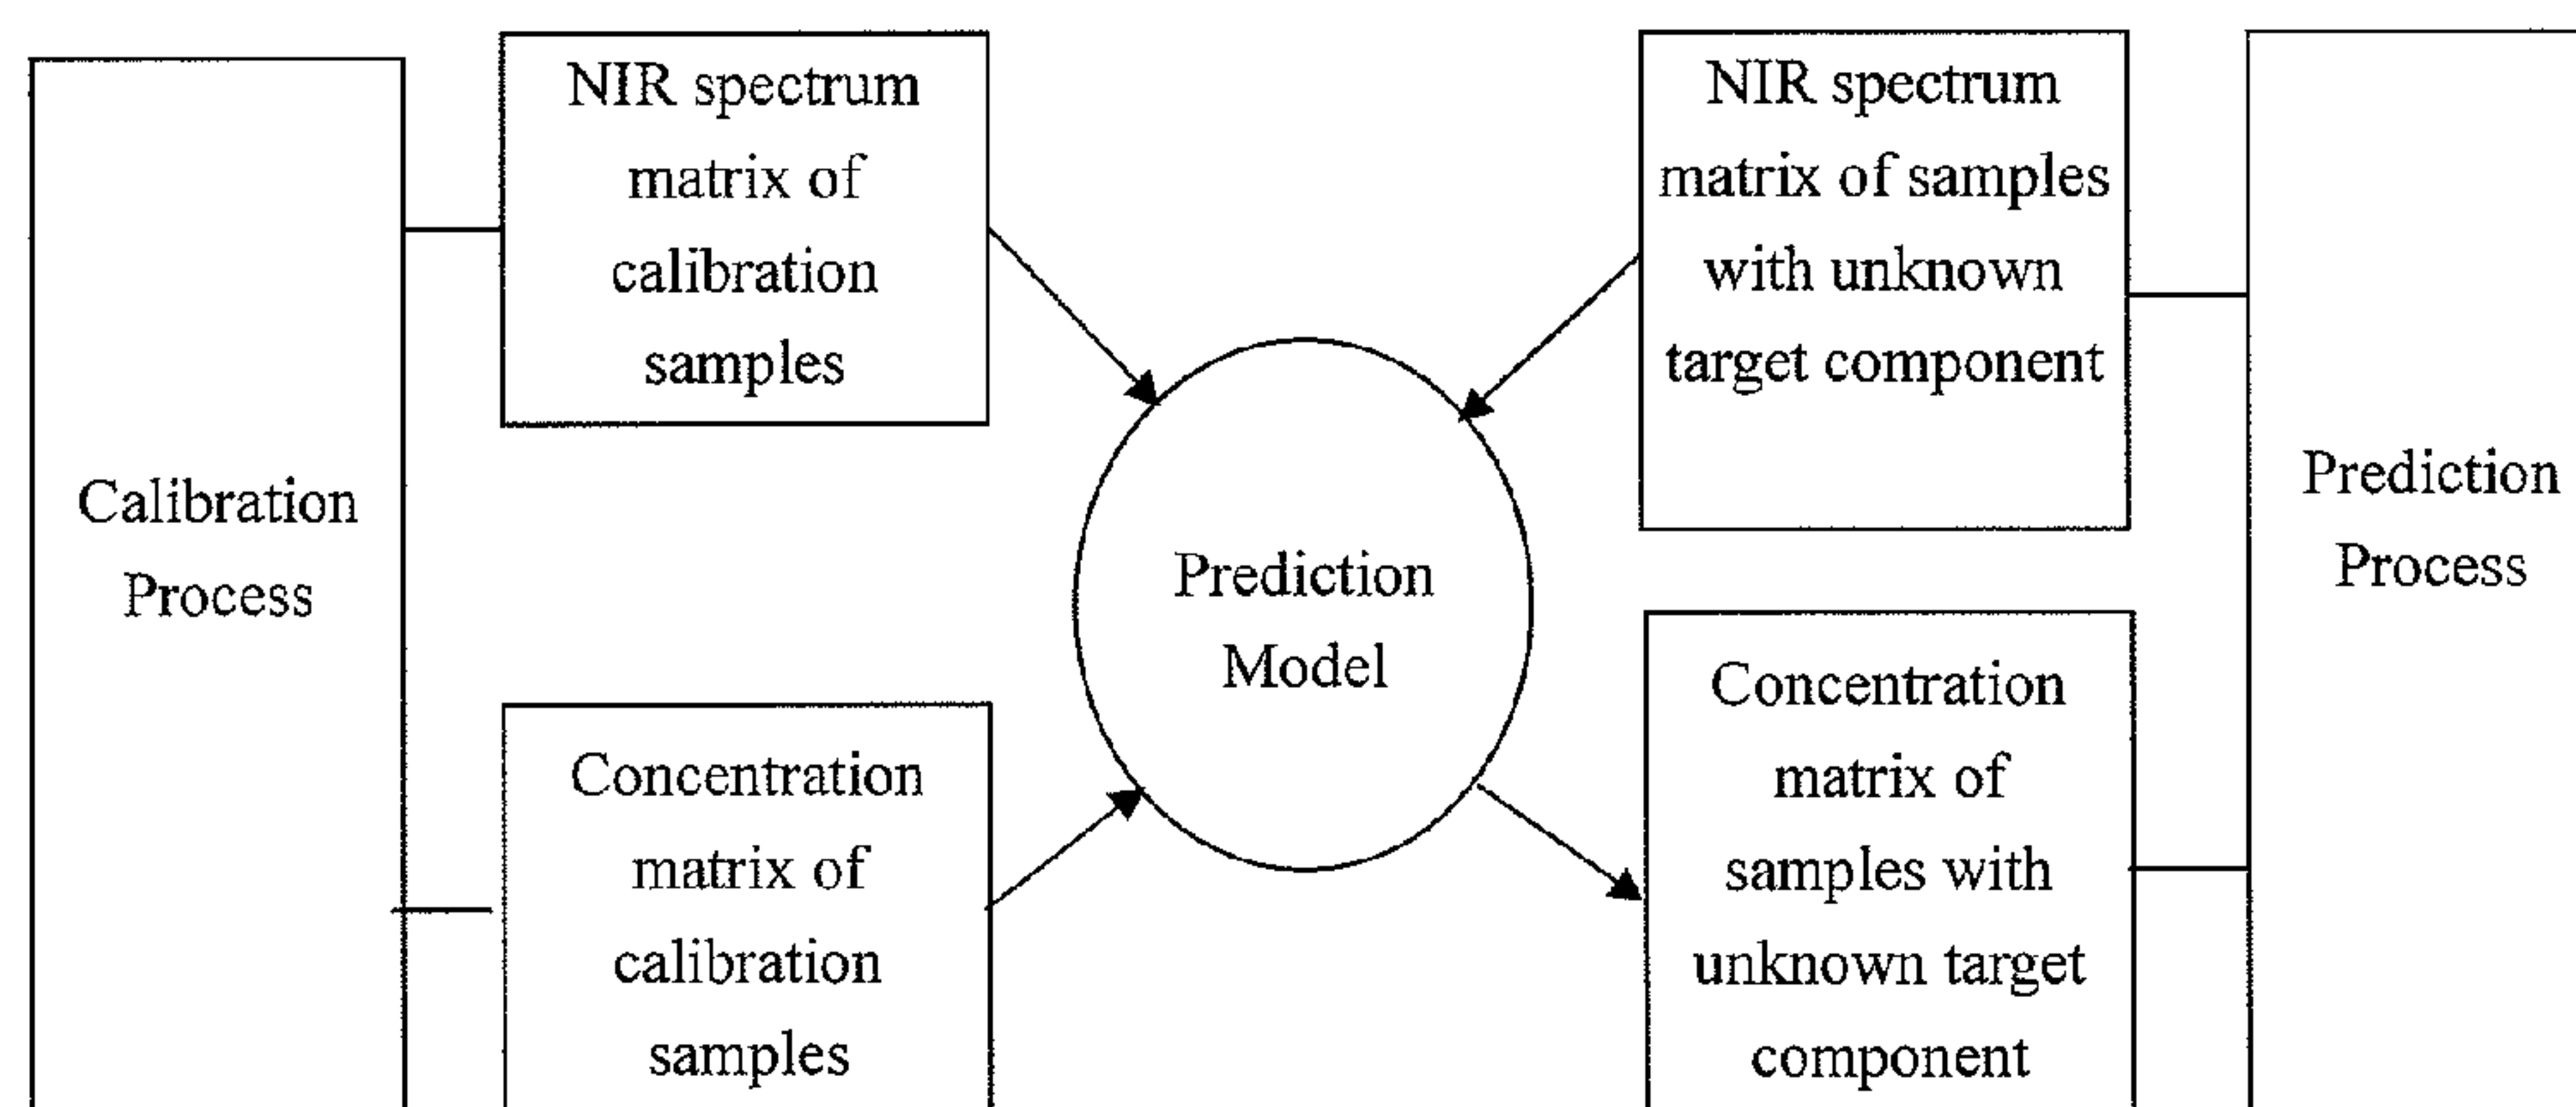 Calibration
Process
NIR spectrum
matrix of
calibration
samples
Concentration
matrix of
calibration
samples
Prediction
Model
NIR spectrum
matrix of samples
with unknown
target component
Concentration
matrix of
samples with
unknown target
component
Prediction
Process